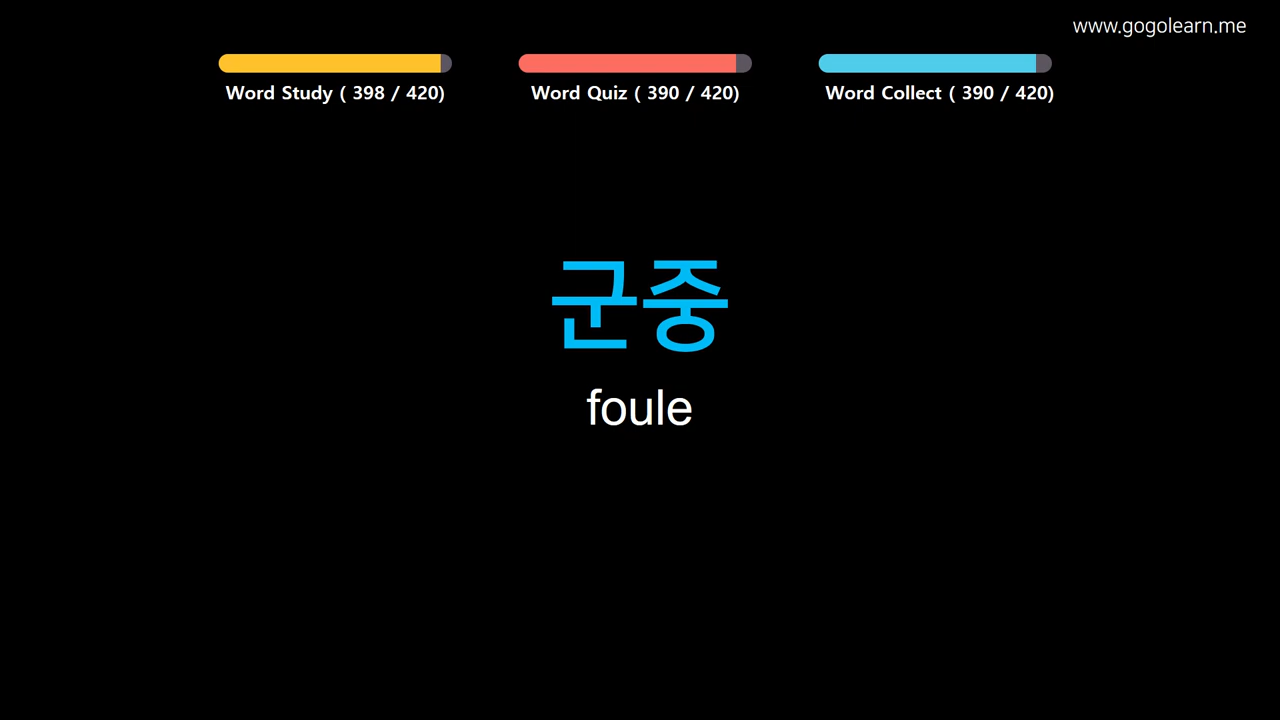 www.gogolearn.me
Word Study ( 398 / 420)
Word Quiz ( 390 / 420)
Word Collect ( 390 / 420)
군중
foule